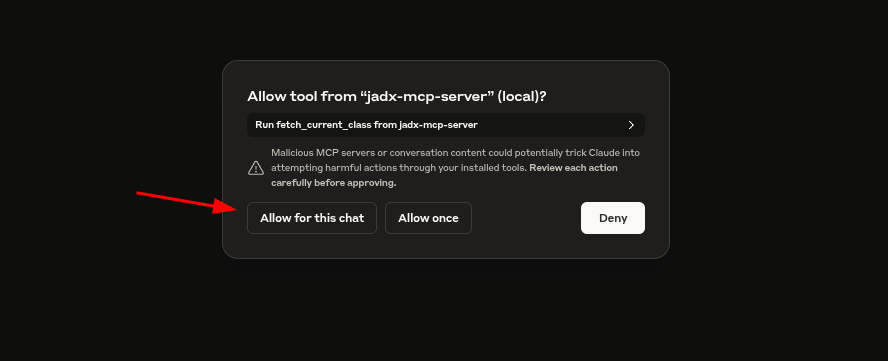 Allow tool from “jadx-mcp-server” (local)?
Run fetch_current_class from jadx-mcp-server
Malicious MCP servers or conversation content could potentially trick Claude into
attempting harmful actions through your installed tools. Review each action
carefully before approving.
Allow for this chat
Allow once
Deny